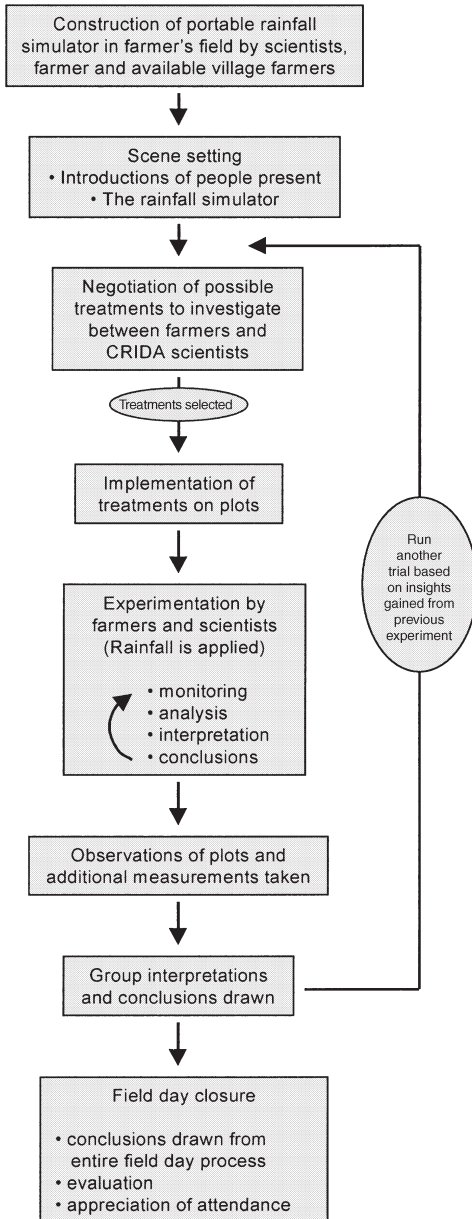 Construction of portable rainfall
simulator in farmer's field by scientists,
farmer and available village farmers
Scene setting
• Introductions of people present
• The rainfall simulator
Negotiation of possible
treatments to investigate
between farmers and
CRIDA scientists
Treatments selected
Implementation of
treatments on plots
Experimentation by
farmers and scientists
(Rainfall is applied)
• monitoring
• analysis
• interpretation
• conclusions
Run
another
trial based
on insights
gained from
previous
experiment
Observations of plots and
additional measurements taken
Group interpretations
and conclusions drawn
Field day closure
• conclusions drawn from
entire field day process
• evaluation
• appreciation of attendance